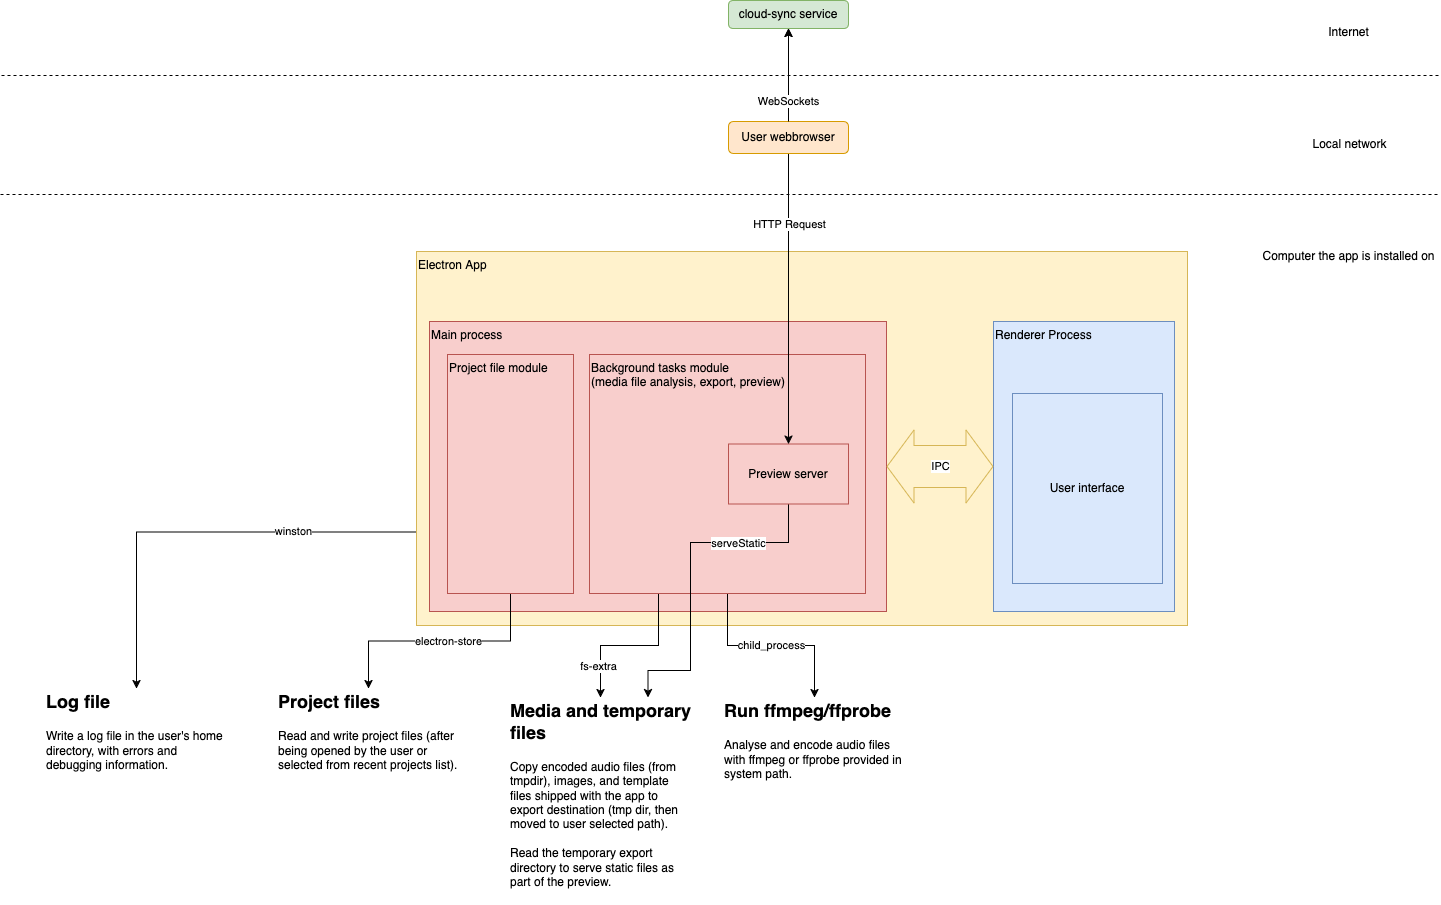 cloud-sync service
Internet
WebSockets
User webbrowser
Local network
HTTP Request
Computer the app is installed on
Electron App
Main process
Renderer Process
Project file module
Background tasks module
(media file analysis, export, preview)
Preview server
IPC
User interface
winston
serveStatic
electron-store
fs-extra
child_process
Log file
Write a log file in the user's home
directory, with errors and
debugging information.
Project files
Read and write project files (after
being opened by the user or
selected from recent projects list).
Media and temporary
files
Copy encoded audio files (from
tmpdir), images, and template
files shipped with the app to
export destination (tmp dir, then
moved to user selected path).
Read the temporary export
directory to serve static files as
part of the preview.
Run ffmpeg/ffprobe
Analyse and encode audio files
with ffmpeg or ffprobe provided in
system path.